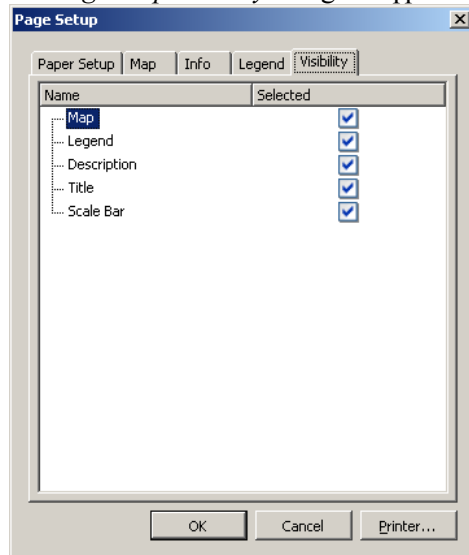 Page Setup
Paper Setup Map Info Legend Visibility
Name Selected
Map
Legend
Description
Title
Scale Bar
OK Cancel Printer...